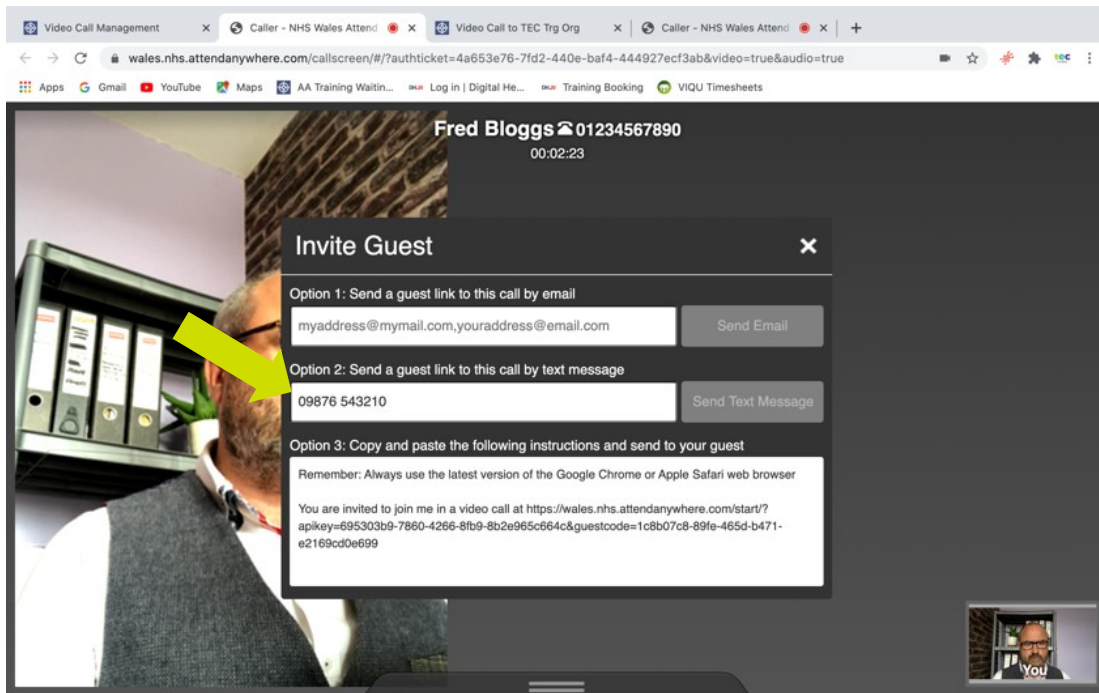 Video Call Management
Caller - NHS Wales Attend
Video Call to TEC Trg Org
Caller - NHS Wales Attend
wales.nhs.attendanywhere.com/callscreen/#/?authticket=4a653e76-7fd2-440e-baf4-444927ecf3ab&video=true&audio=true
Apps Gmail YouTube Maps AA Training Waitin... Log in | Digital He... Training Booking VIQU Timesheets
Fred Bloggs 01234567890
00:02:23
Invite Guest
Option 1: Send a guest link to this call by email
myaddress@mymail.com,youraddress@email.com Send Email
Option 2: Send a guest link to this call by text message
09876 543210 Send Text Message
Option 3: Copy and paste the following instructions and send to your guest
Remember: Always use the latest version of the Google Chrome or Apple Safari web browser
You are invited to join me in a video call at https://wales.nhs.attendanywhere.com/start/?
apikey=695303b9-7860-4266-8fb9-8b2e965c664c&guestcode=1c8b07c8-89fe-465d-b471-
e2169cd0e699
You